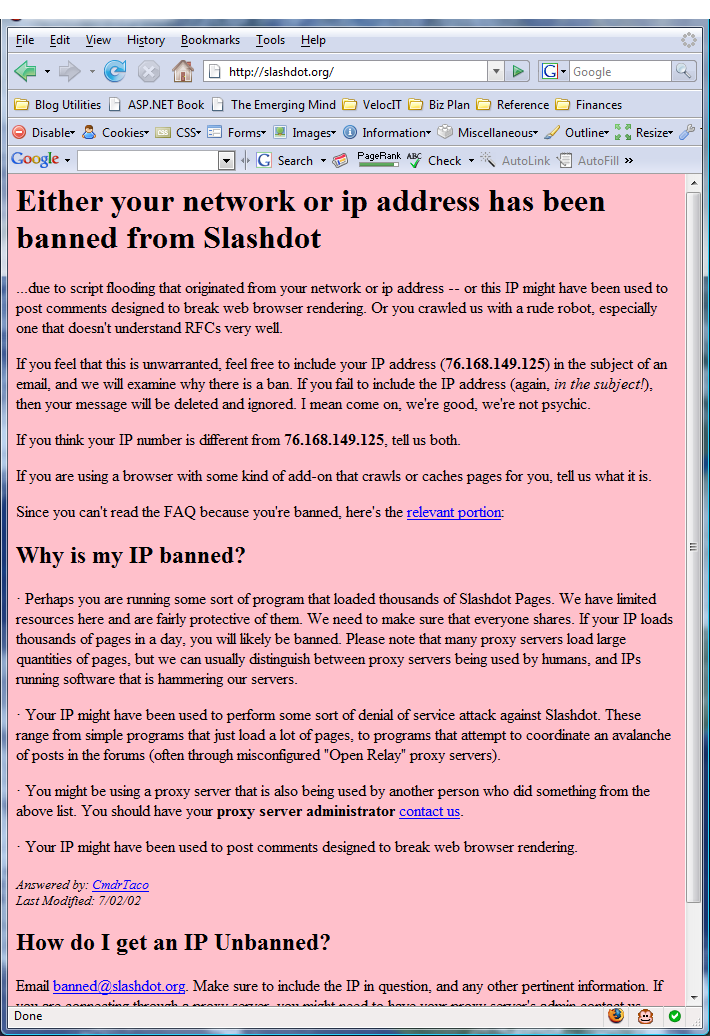 File Edit View History Bookmarks Tools Help
http://slashdot.org/ G Google
Blog Utilities ASP.NET Book The Emerging Mind VelocIT Biz Plan Reference Finances
Disable Cookies CSS Forms Images Information Miscellaneous Outline Resize
Google G Search PageRank ABC Check AutoLink AutoFill »
Either your network or ip address has been
banned from Slashdot
...due to script flooding that originated from your network or ip address -- or this IP might have been used to
post comments designed to break web browser rendering. Or you crawled us with a rude robot, especially
one that doesn't understand RFCs very well.
If you feel that this is unwarranted, feel free to include your IP address (76.168.149.125) in the subject of an
email, and we will examine why there is a ban. If you fail to include the IP address (again, in the subject!),
then your message will be deleted and ignored. I mean come on, we're good, we're not psychic.
If you think your IP number is different from 76.168.149.125, tell us both.
If you are using a browser with some kind of add-on that crawls or caches pages for you, tell us what it is.
Since you can't read the FAQ because you're banned, here's the relevant portion:
Why is my IP banned?
· Perhaps you are running some sort of program that loaded thousands of Slashdot Pages. We have limited
resources here and are fairly protective of them. We need to make sure that everyone shares. If your IP loads
thousands of pages in a day, you will likely be banned. Please note that many proxy servers load large
quantities of pages, but we can usually distinguish between proxy servers being used by humans, and IPs
running software that is hammering our servers.
· Your IP might have been used to perform some sort of denial of service attack against Slashdot. These
range from simple programs that just load a lot of pages, to programs that attempt to coordinate an avalanche
of posts in the forums (often through misconfigured "Open Relay" proxy servers).
· You might be using a proxy server that is also being used by another person who did something from the
above list. You should have your proxy server administrator contact us.
· Your IP might have been used to post comments designed to break web browser rendering.
Answered by: CmdrTaco
Last Modified: 7/02/02
How do I get an IP Unbanned?
Email banned@slashdot.org. Make sure to include the IP in question, and any other pertinent information. If
you are connecting through a proxy server, you might need to have your proxy server's admin contact us
Done